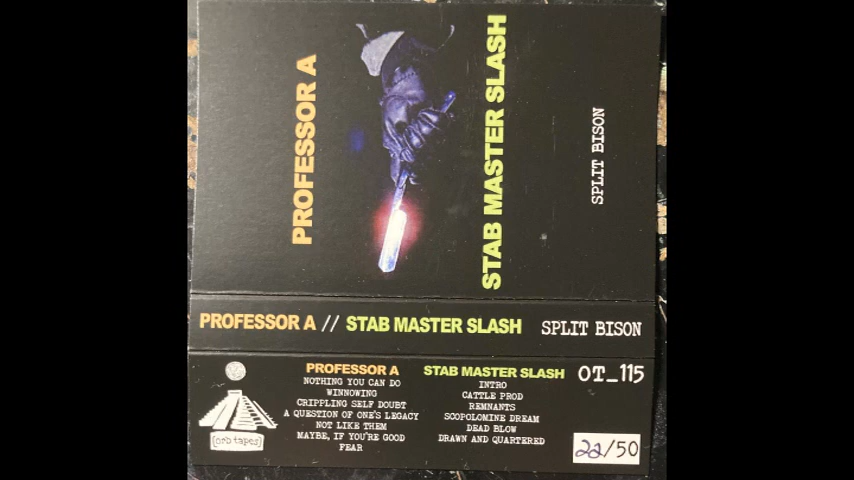 PROFESSOR A
STAB MASTER SLASH
SPLIT BISON
PROFESSOR A // STAB MASTER SLASH SPLIT BISON
[orb tapes]
PROFESSOR A
NOTHING YOU CAN DO
WINNOWING
CRIPPLING SELF DOUBT
A QUESTION OF ONE'S LEGACY
NOT LIKE THEM
MAYBE, IF YOU'RE GOOD
FEAR
STAB MASTER SLASH
INTRO
CATTLE PROD
REMNANTS
SCOPOLOMINE DREAM
DEAD BLOW
DRAWN AND QUARTERED
OT_115
22/50